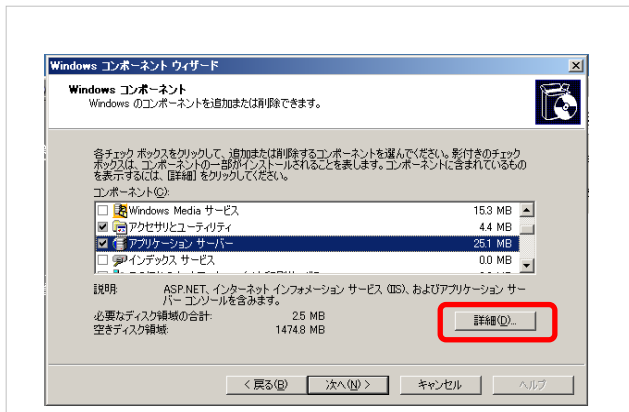 Windows コンポーネント ウィザード
Windows コンポーネント
Windows のコンポーネントを追加または削除できます。
各チェック ボックスをクリックして、追加または削除するコンポーネントを選んでください。影付きのチェック
ボックスは、コンポーネントの一部がインストールされることを表します。コンポーネントに含まれているもの
を表示するには、[詳細] をクリックしてください。
コンポーネント(C):
Windows Media サービス 15.3 MB
アクセサリとユーティリティ 4.4 MB
アプリケーション サーバー 25.1 MB
インデックス サービス 0.0 MB
説明: ASP.NET、インターネット インフォメーション サービス (IIS)、およびアプリケーション サー
バー コンソールを含みます。
必要なディスク領域の合計: 2.5 MB
空きディスク領域: 1474.8 MB
詳細(D)...
< 戻る(B)
次へ(N) >
キャンセル
ヘルプ